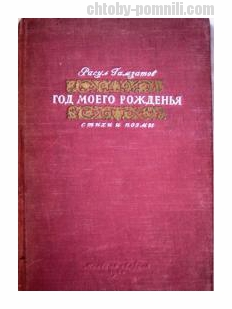 chtoby-pomnili.com
Расул Гамзатов
ГОД МОЕГО РОЖДЕНЬЯ
стихи и поэмы